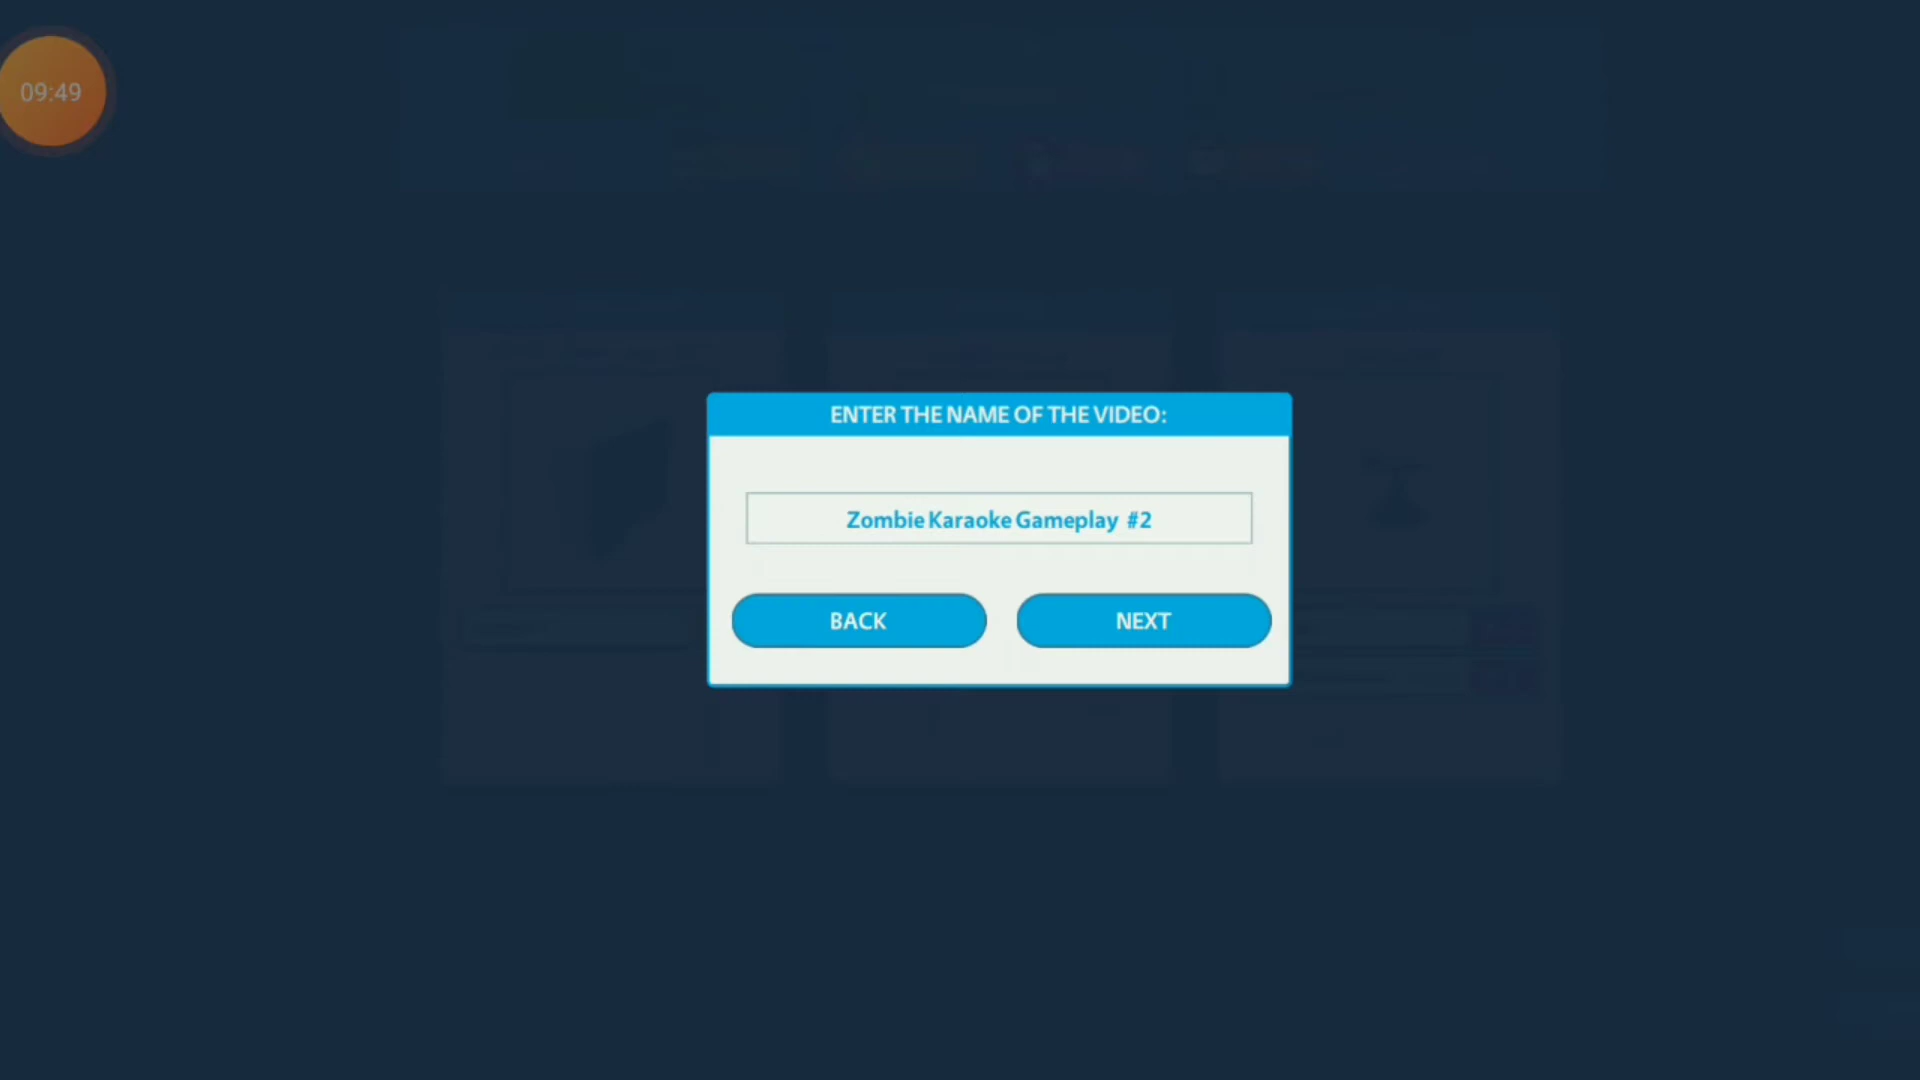 09:49
ENTER THE NAME OF THE VIDEO:
Zombie Karaoke Gameplay #2
BACK
NEXT